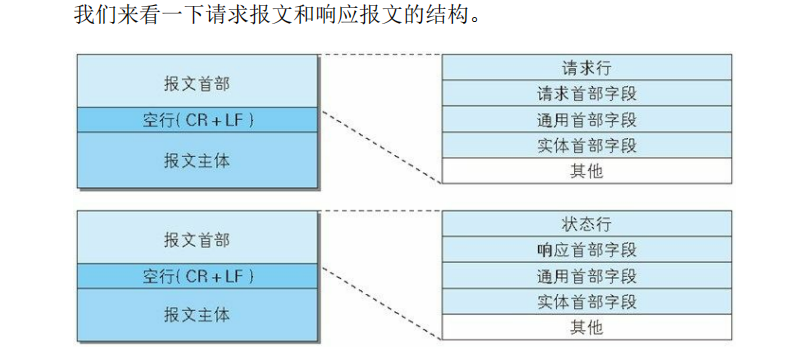 我们来看一下请求报文和响应报文的结构。
报文首部
空行(CR+LF)
报文主体
请求行
请求首部字段
通用首部字段
实体首部字段
其他
报文首部
空行(CR+LF)
报文主体
状态行
响应首部字段
通用首部字段
实体首部字段
其他